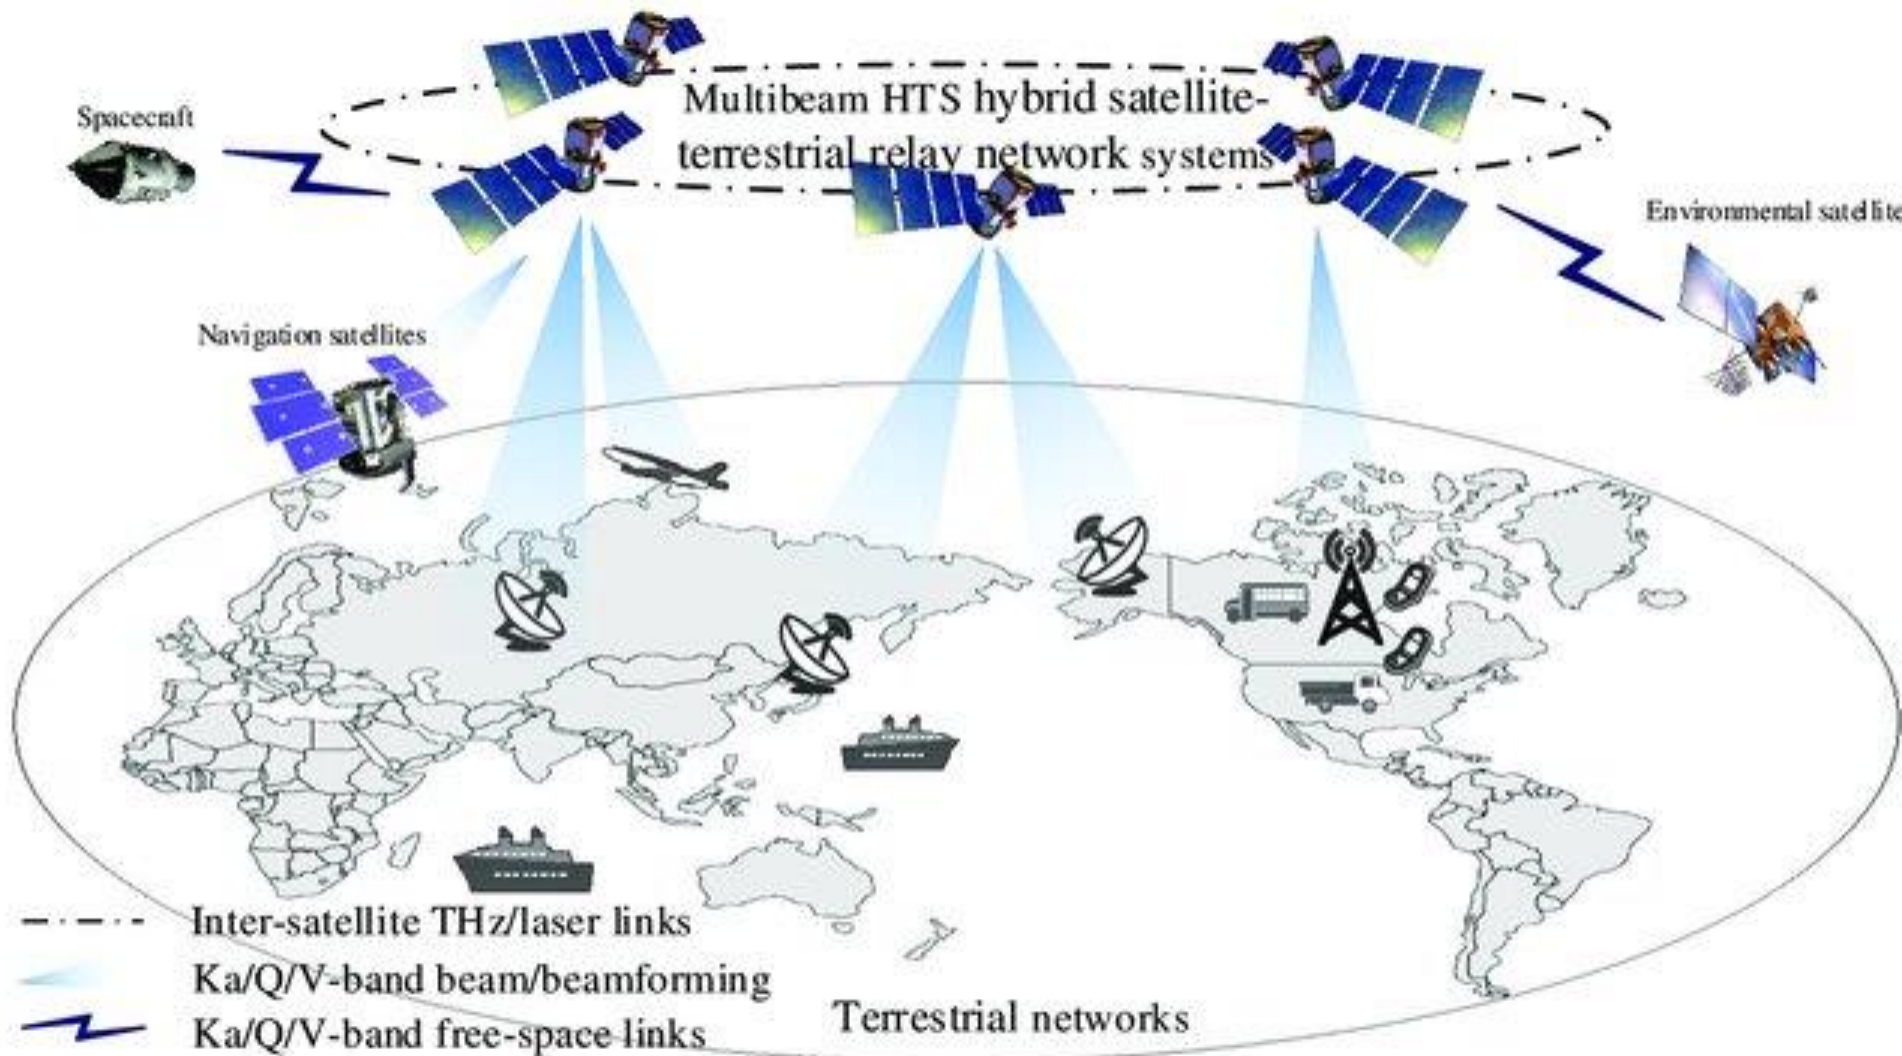 Spacecraft
Multibeam HTS hybrid satellite-
terrestrial relay network systems
Environmental satellite
Navigation satellites
Inter-satellite THz/laser links
Ka/Q/V-band beam/beamforming
Ka/Q/V-band free-space links
Terrestrial networks